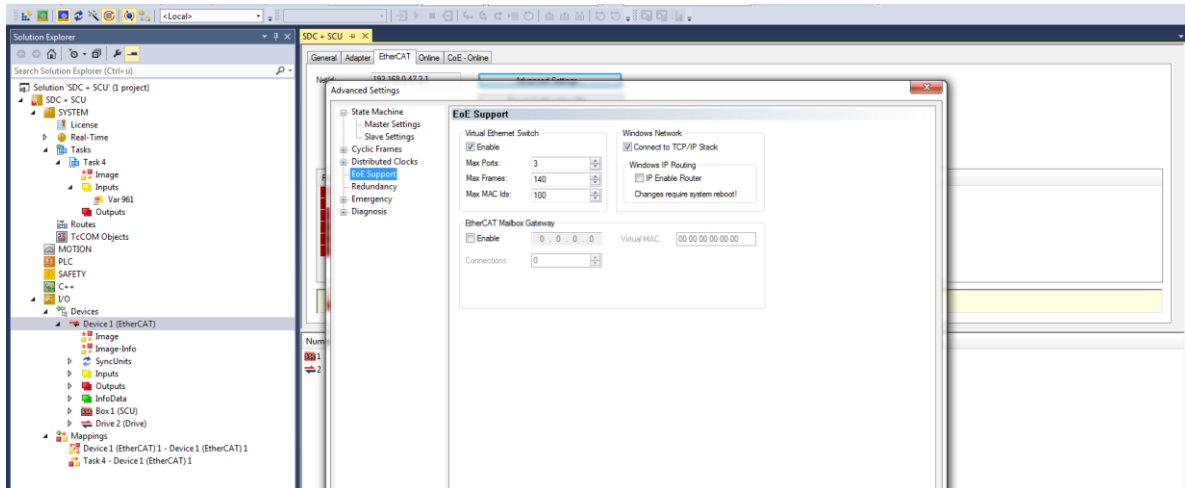 <Local>
Solution Explorer
Search Solution Explorer (Ctrl+ü)
Solution 'SDC + SCU' (1 project)
SDC + SCU
SYSTEM
License
Real-Time
Tasks
Task 4
Image
Inputs
Var 961
Outputs
Routes
TcCOM Objects
MOTION
PLC
SAFETY
C++
I/O
Devices
Device 1 (EtherCAT)
Image
Image-Info
SyncUnits
Inputs
Outputs
InfoData
Box 1 (SCU)
Drive 2 (Drive)
Mappings
Device 1 (EtherCAT) 1 - Device 1 (EtherCAT) 1
Task 4 - Device 1 (EtherCAT) 1
SDC + SCU
General Adapter EtherCAT Online CoE - Online
NetId: 192.168.0.47.2.1 Advanced Settings...
Advanced Settings
State Machine
Master Settings
Slave Settings
Cyclic Frames
Distributed Clocks
EoE Support
Redundancy
Emergency
Diagnosis
EoE Support
Virtual Ethernet Switch
Enable
Max Ports: 3
Max Frames: 140
Max MAC Ids: 100
Windows Network
Connect to TCP/IP Stack
Windows IP Routing
IP Enable Router
Changes require system reboot!
EtherCAT Mailbox Gateway
Enable 0 . 0 . 0 . 0 Virtual MAC: 00 00 00 00 00 00
Connections: 0
Num
1
2